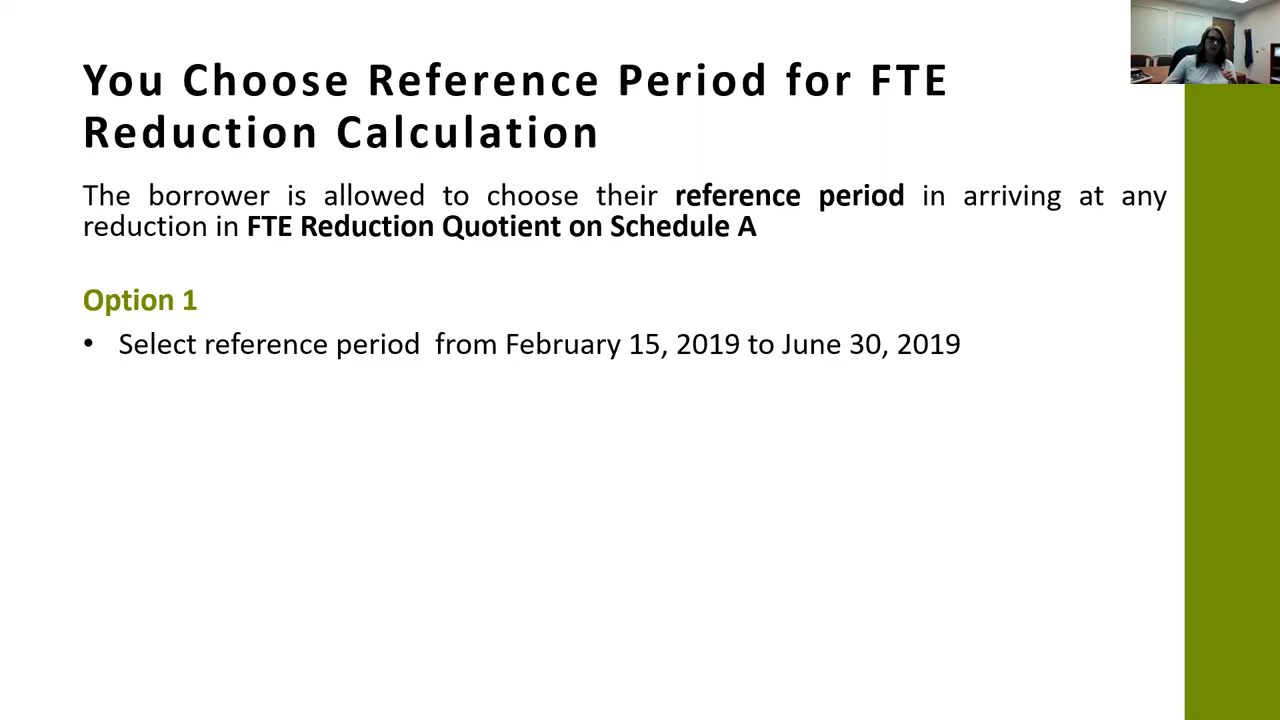 You Choose Reference Period for FTE
Reduction Calculation
The borrower is allowed to choose their reference period in arriving at any
reduction in FTE Reduction Quotient on Schedule A
Option 1
• Select reference period from February 15, 2019 to June 30, 2019